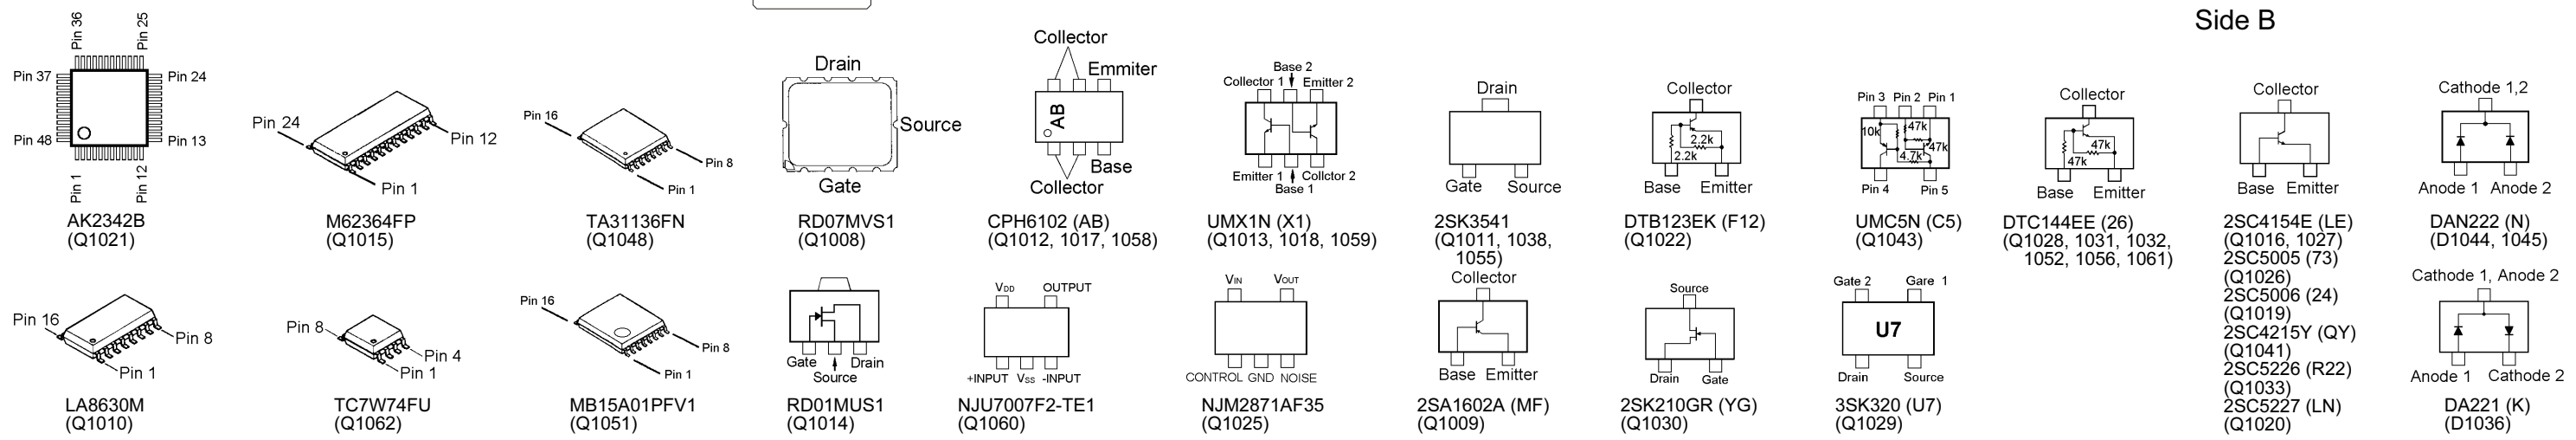 Side B
Pin 36
Pin 25
Pin 37
Pin 24
Pin 48
Pin 13
Pin 1
Pin 12
AK2342B
(Q1021)
Pin 24
Pin 12
Pin 1
M62364FP
(Q1015)
Pin 16
Pin 8
Pin 1
TA31136FN
(Q1048)
Drain
Source
Gate
RD07MVS1
(Q1008)
Collector
Emmiter
AB
Base
Collector
CPH6102 (AB)
(Q1012, 1017, 1058)
Base 2
Collector 1
Emitter 2
Emitter 1
Collctor 2
Base 1
UMX1N (X1)
(Q1013, 1018, 1059)
Drain
Gate
Source
2SK3541
(Q1011, 1038,
1055)
Collector
2.2k
2.2k
Base
Emitter
DTB123EK (F12)
(Q1022)
Pin 3
Pin 2
Pin 1
10k
47k
47k
4.7k
Pin 4
Pin 5
UMC5N (C5)
(Q1043)
Collector
47k
47k
Base
Emitter
DTC144EE (26)
(Q1028, 1031, 1032,
1052, 1056, 1061)
Collector
Base
Emitter
2SC4154E (LE)
(Q1016, 1027)
2SC5005 (73)
(Q1026)
2SC5006 (24)
(Q1019)
2SC4215Y (QY)
(Q1041)
2SC5226 (R22)
(Q1033)
2SC5227 (LN)
(Q1020)
Cathode 1,2
Anode 1
Anode 2
DAN222 (N)
(D1044, 1045)
Pin 16
Pin 8
Pin 1
LA8630M
(Q1010)
Pin 8
Pin 4
Pin 1
TC7W74FU
(Q1062)
Pin 16
Pin 8
Pin 1
MB15A01PFV1
(Q1051)
Gate
Drain
Source
RD01MUS1
(Q1014)
VDD
OUTPUT
+INPUT
VSS
-INPUT
NJU7007F2-TE1
(Q1060)
VIN
VOUT
CONTROL
GND
NOISE
NJM2871AF35
(Q1025)
Collector
Base
Emitter
2SA1602A (MF)
(Q1009)
Source
Drain
Gate
2SK210GR (YG)
(Q1030)
Gate 2
Gare 1
U7
Drain
Source
3SK320 (U7)
(Q1029)
Cathode 1, Anode 2
Anode 1
Cathode 2
DA221 (K)
(D1036)